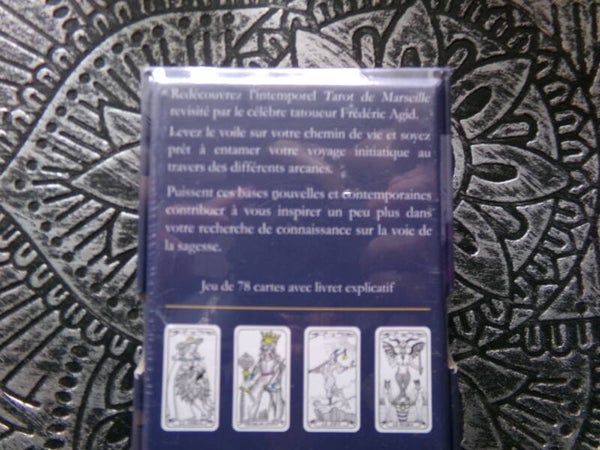 Redécouvrez l'intemporel Tarot de Marseille
revisité par le célèbre tatoueur Frédéric Agid.
Levez le voile sur votre chemin de vie et soyez
prêt à entamer votre voyage initiatique au
travers des différents arcanes.
Puissent ces bases nouvelles et contemporaines
contribuer à vous inspirer un peu plus dans
votre recherche de connaissance sur la voie de
la sagesse.
Jeu de 78 cartes avec livret explicatif